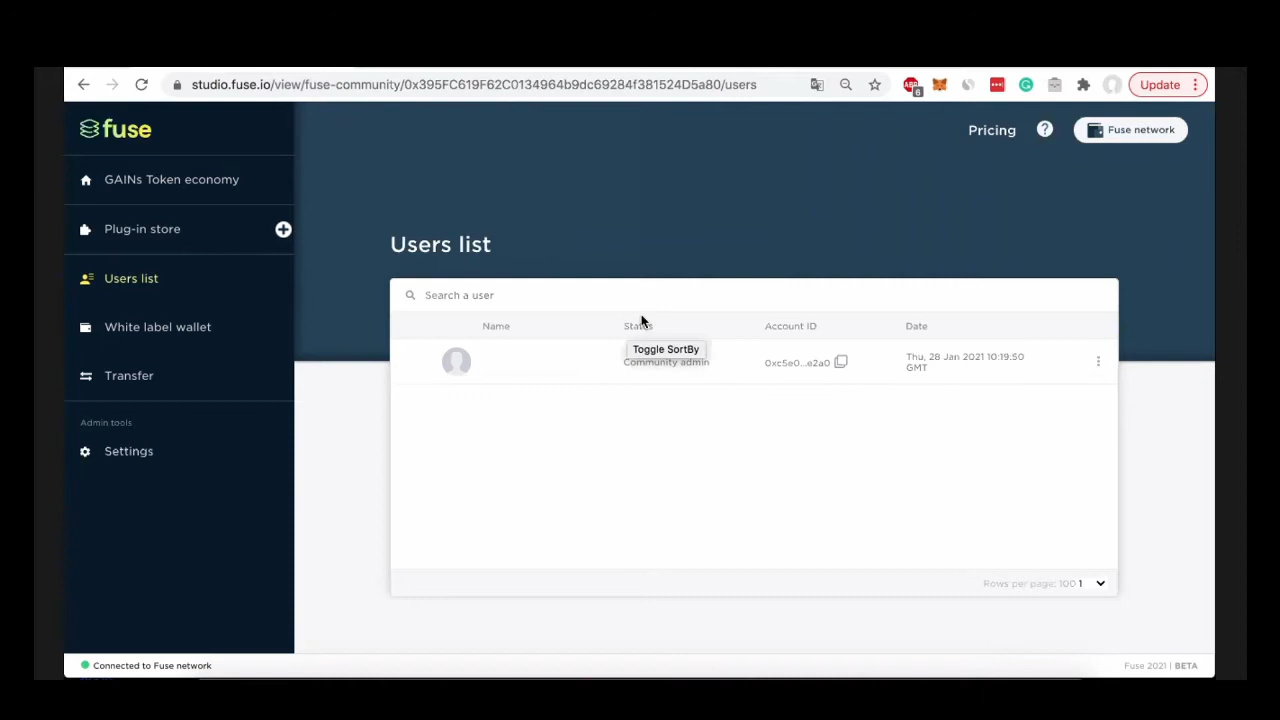 studio.fuse.io/view/fuse-community/0x395FC619F62C0134964b9dc69284f381524D5a80/users
ABP
6
Update
fuse
Pricing
?
Fuse network
GAINs Token economy
Plug-in store
Users list
White label wallet
Transfer
Admin tools
Settings
Users list
Search a user
Name
Status
Account ID
Date
Toggle SortBy
Community admin
0xc5e0...e2a0
Thu, 28 Jan 2021 10:19:50
GMT
Rows per page: 100 1
Connected to Fuse network
Fuse 2021 | BETA